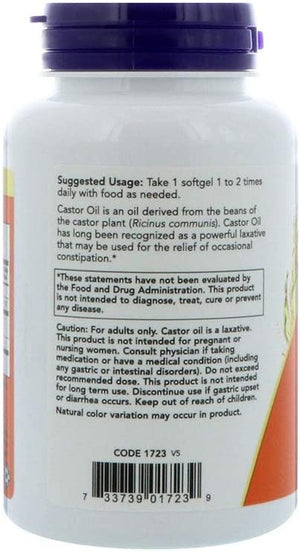 Suggested Usage: Take 1 softgel 1 to 2 times
daily with food as needed.
Castor Oil is an oil derived from the beans of
the castor plant (Ricinus communis). Castor Oil
has long been recognized as a powerful laxative
that may be used for the relief of occasional
constipation.*
*These statements have not been evaluated by
the Food and Drug Administration. This product
is not intended to diagnose, treat, cure or prevent
any disease.
Caution: For adults only. Castor oil is a laxative.
This product is not intended for pregnant or
nursing women. Consult physician if taking
medication or have a medical condition (including
any gastric or intestinal disorders). Do not exceed
recommended dose. This product is not intended
for long term use. Discontinue use if gastric upset
or diarrhea occurs. Keep out of reach of children.
Natural color variation may occur in product.
CODE 1723 V5
7 33739 01723 9